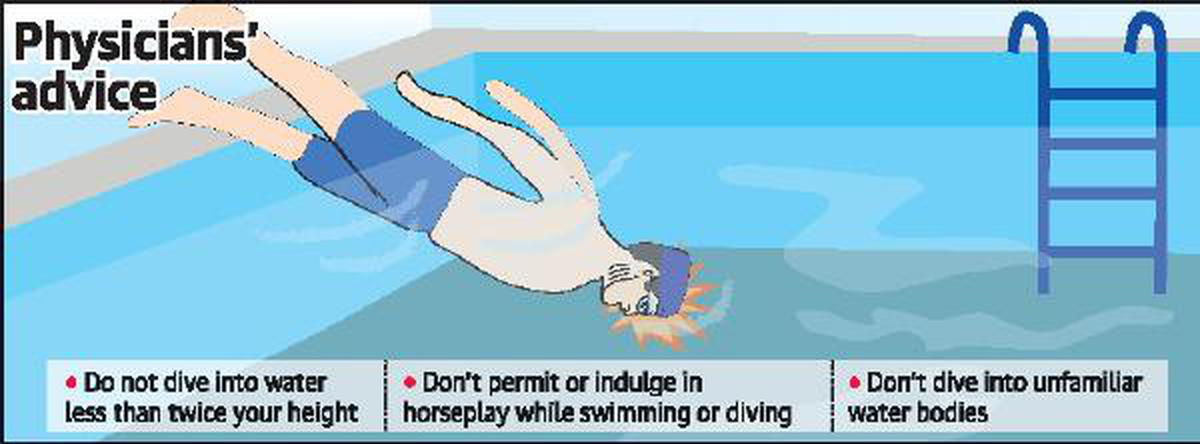 Physicians'
advice
• Do not dive into water
less than twice your height
• Don't permit or indulge in
horseplay while swimming or diving
• Don't dive into unfamiliar
water bodies